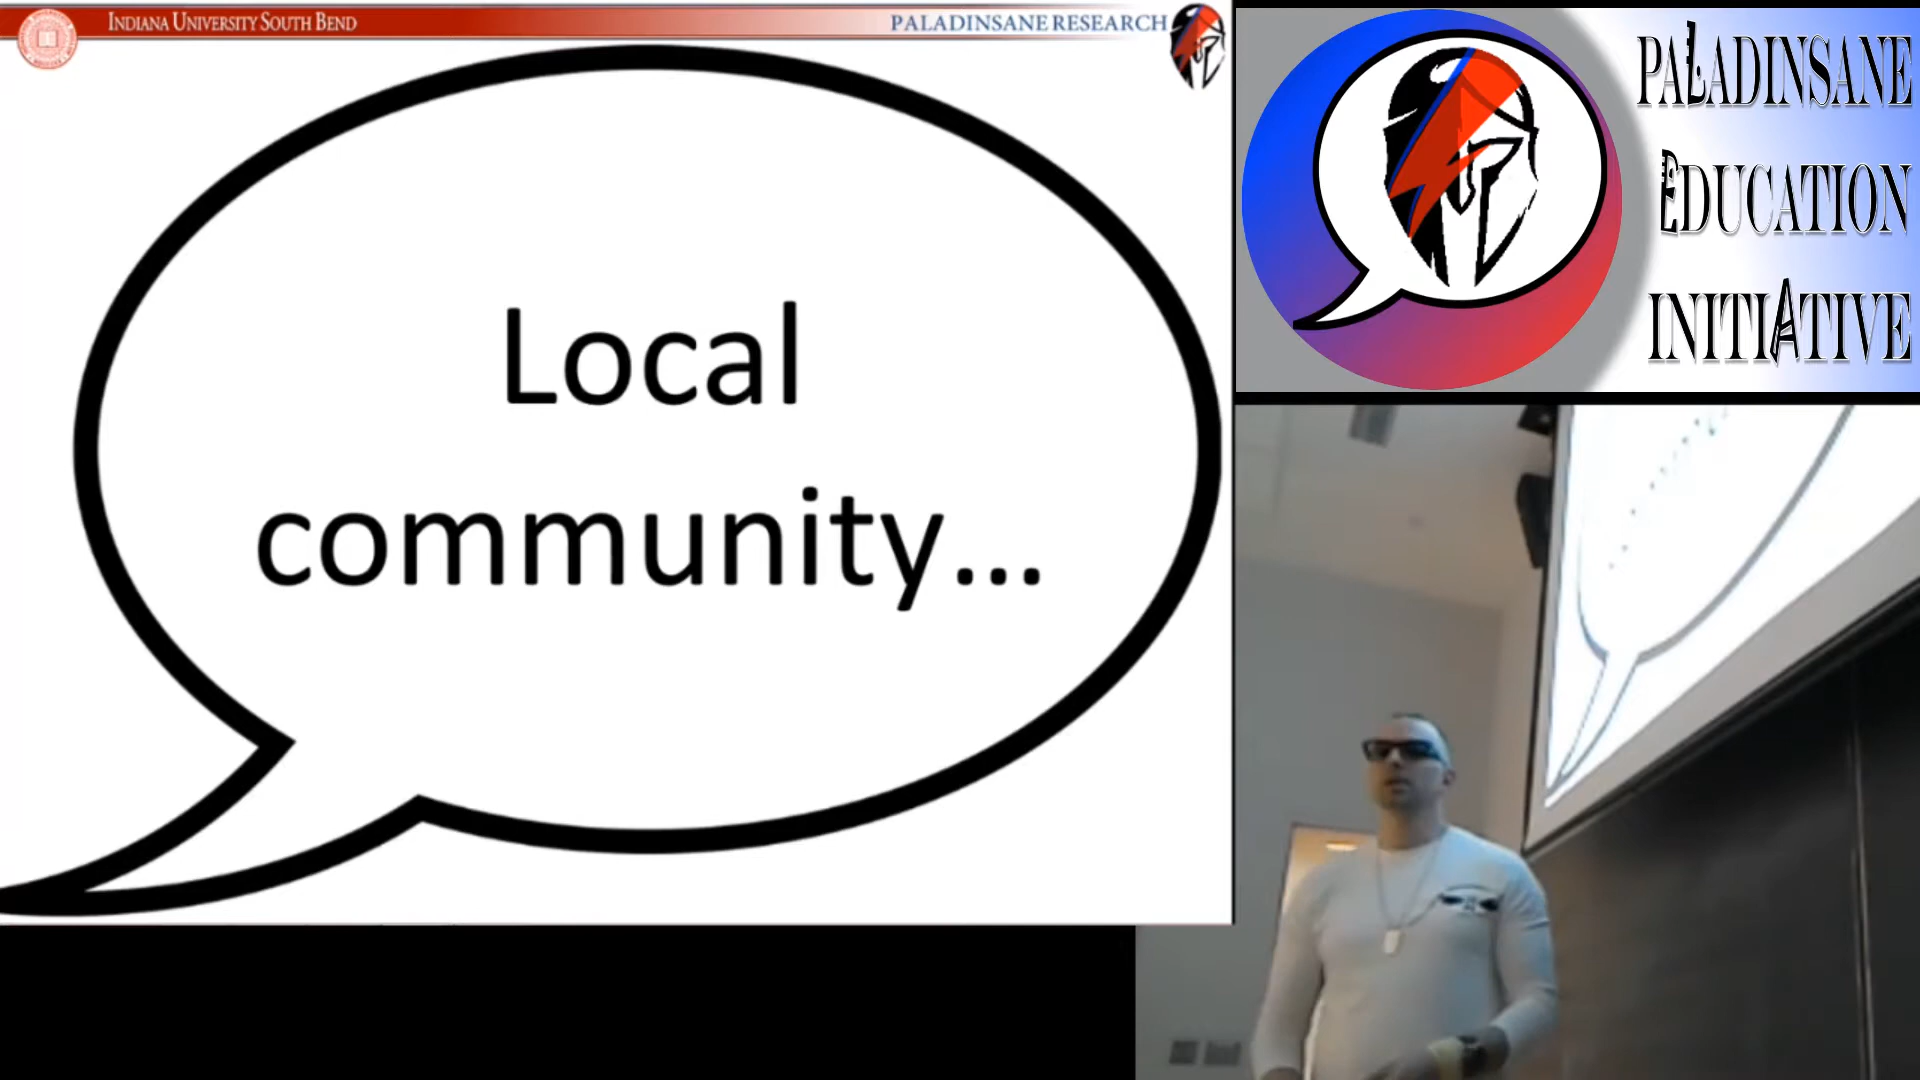 INDIANA UNIVERSITY SOUTH BEND
PALADINSANE RESEARCH
Local
community...
PALADINSANE
EDUCATION
INITIATIVE